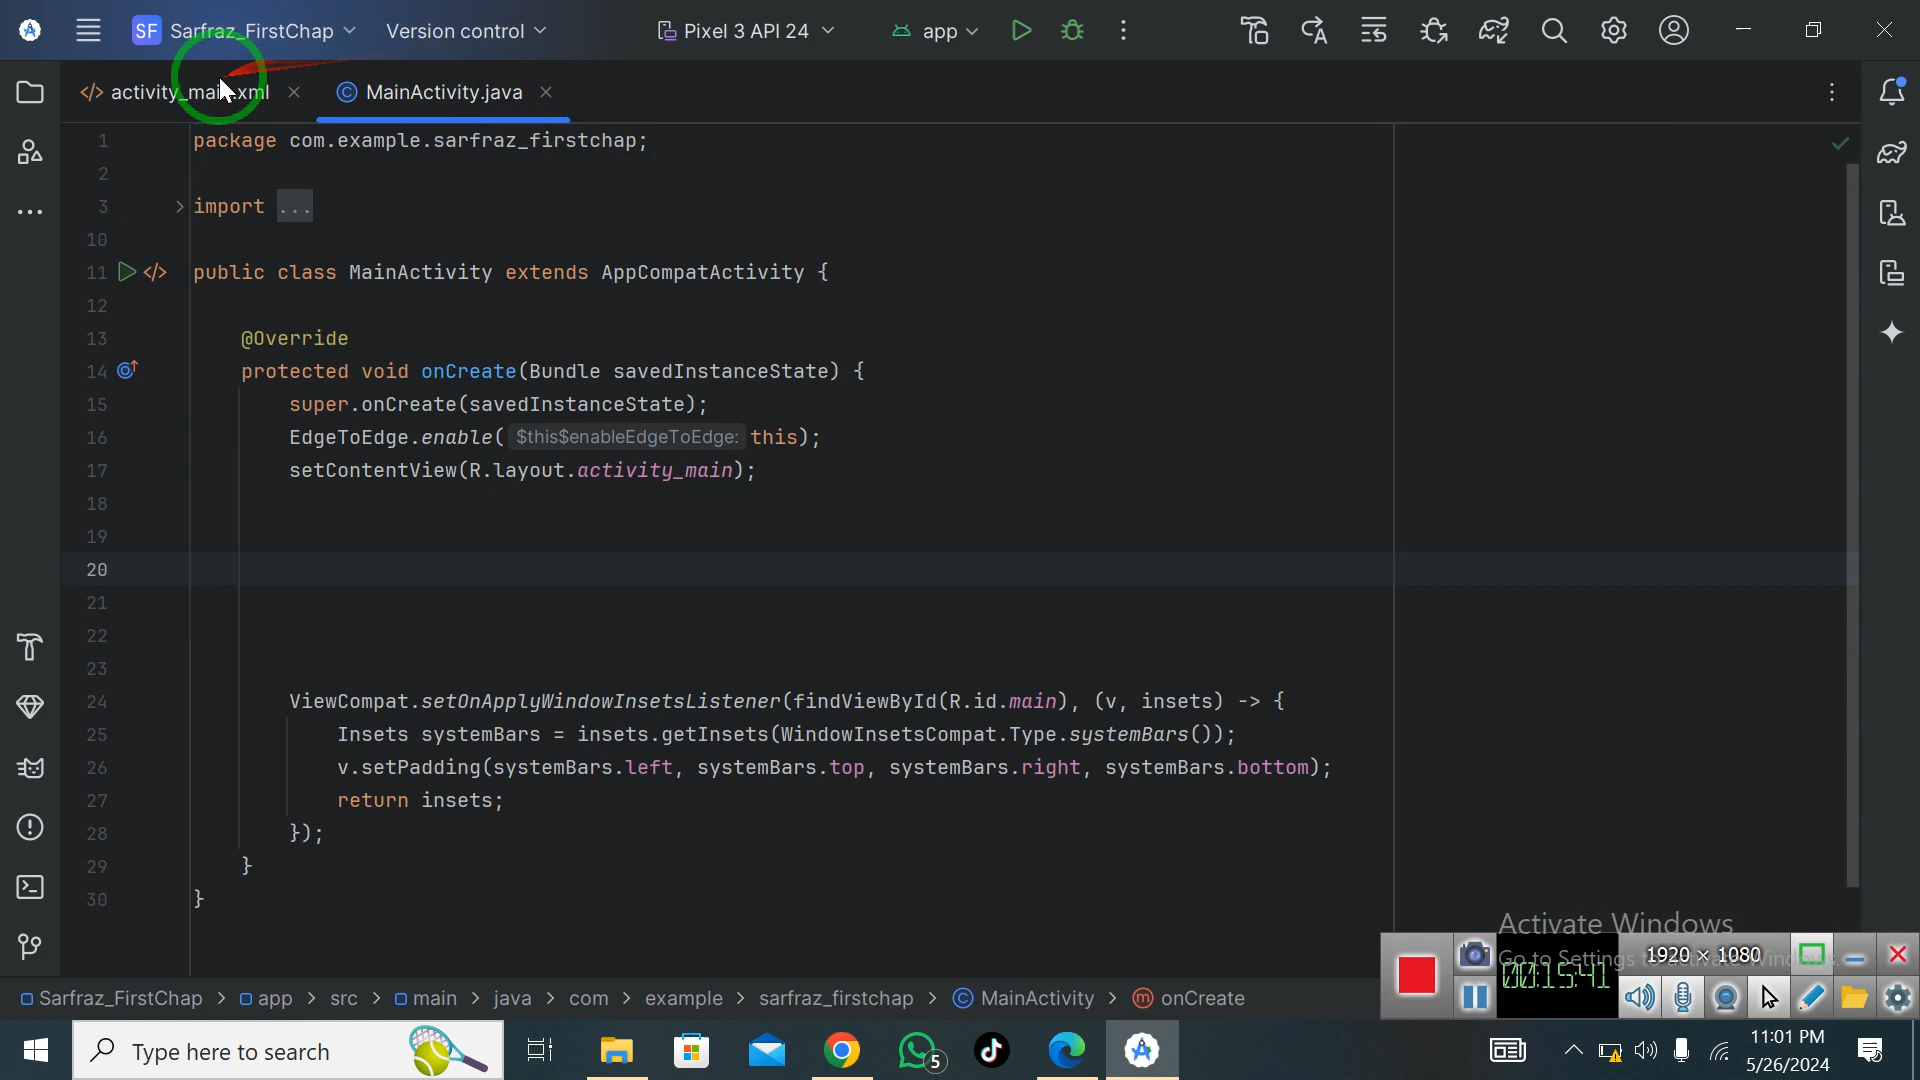 SF Sarfraz_FirstChap Version control Pixel 3 API 24 app
activity_main.xml MainActivity.java
1 package com.example.sarfraz_firstchap;
2
3 import ...
10
11 public class MainActivity extends AppCompatActivity {
12
13 @Override
14 protected void onCreate(Bundle savedInstanceState) {
15 super.onCreate(savedInstanceState);
16 EdgeToEdge.enable( $this$enableEdgeToEdge: this);
17 setContentView(R.layout.activity_main);
18
19
20
21
22
23
24 ViewCompat.setOnApplyWindowInsetsListener(findViewById(R.id.main), (v, insets) -> {
25 Insets systemBars = insets.getInsets(WindowInsetsCompat.Type.systemBars());
26 v.setPadding(systemBars.left, systemBars.top, systemBars.right, systemBars.bottom);
27 return insets;
28 });
29 }
30 }
Activate Windows
Go to Settings to activate Windows.
1920 × 1080
00:15:41
Sarfraz_FirstChap > app > src > main > java > com > example > sarfraz_firstchap > MainActivity > onCreate
Type here to search
5
11:01 PM
5/26/2024